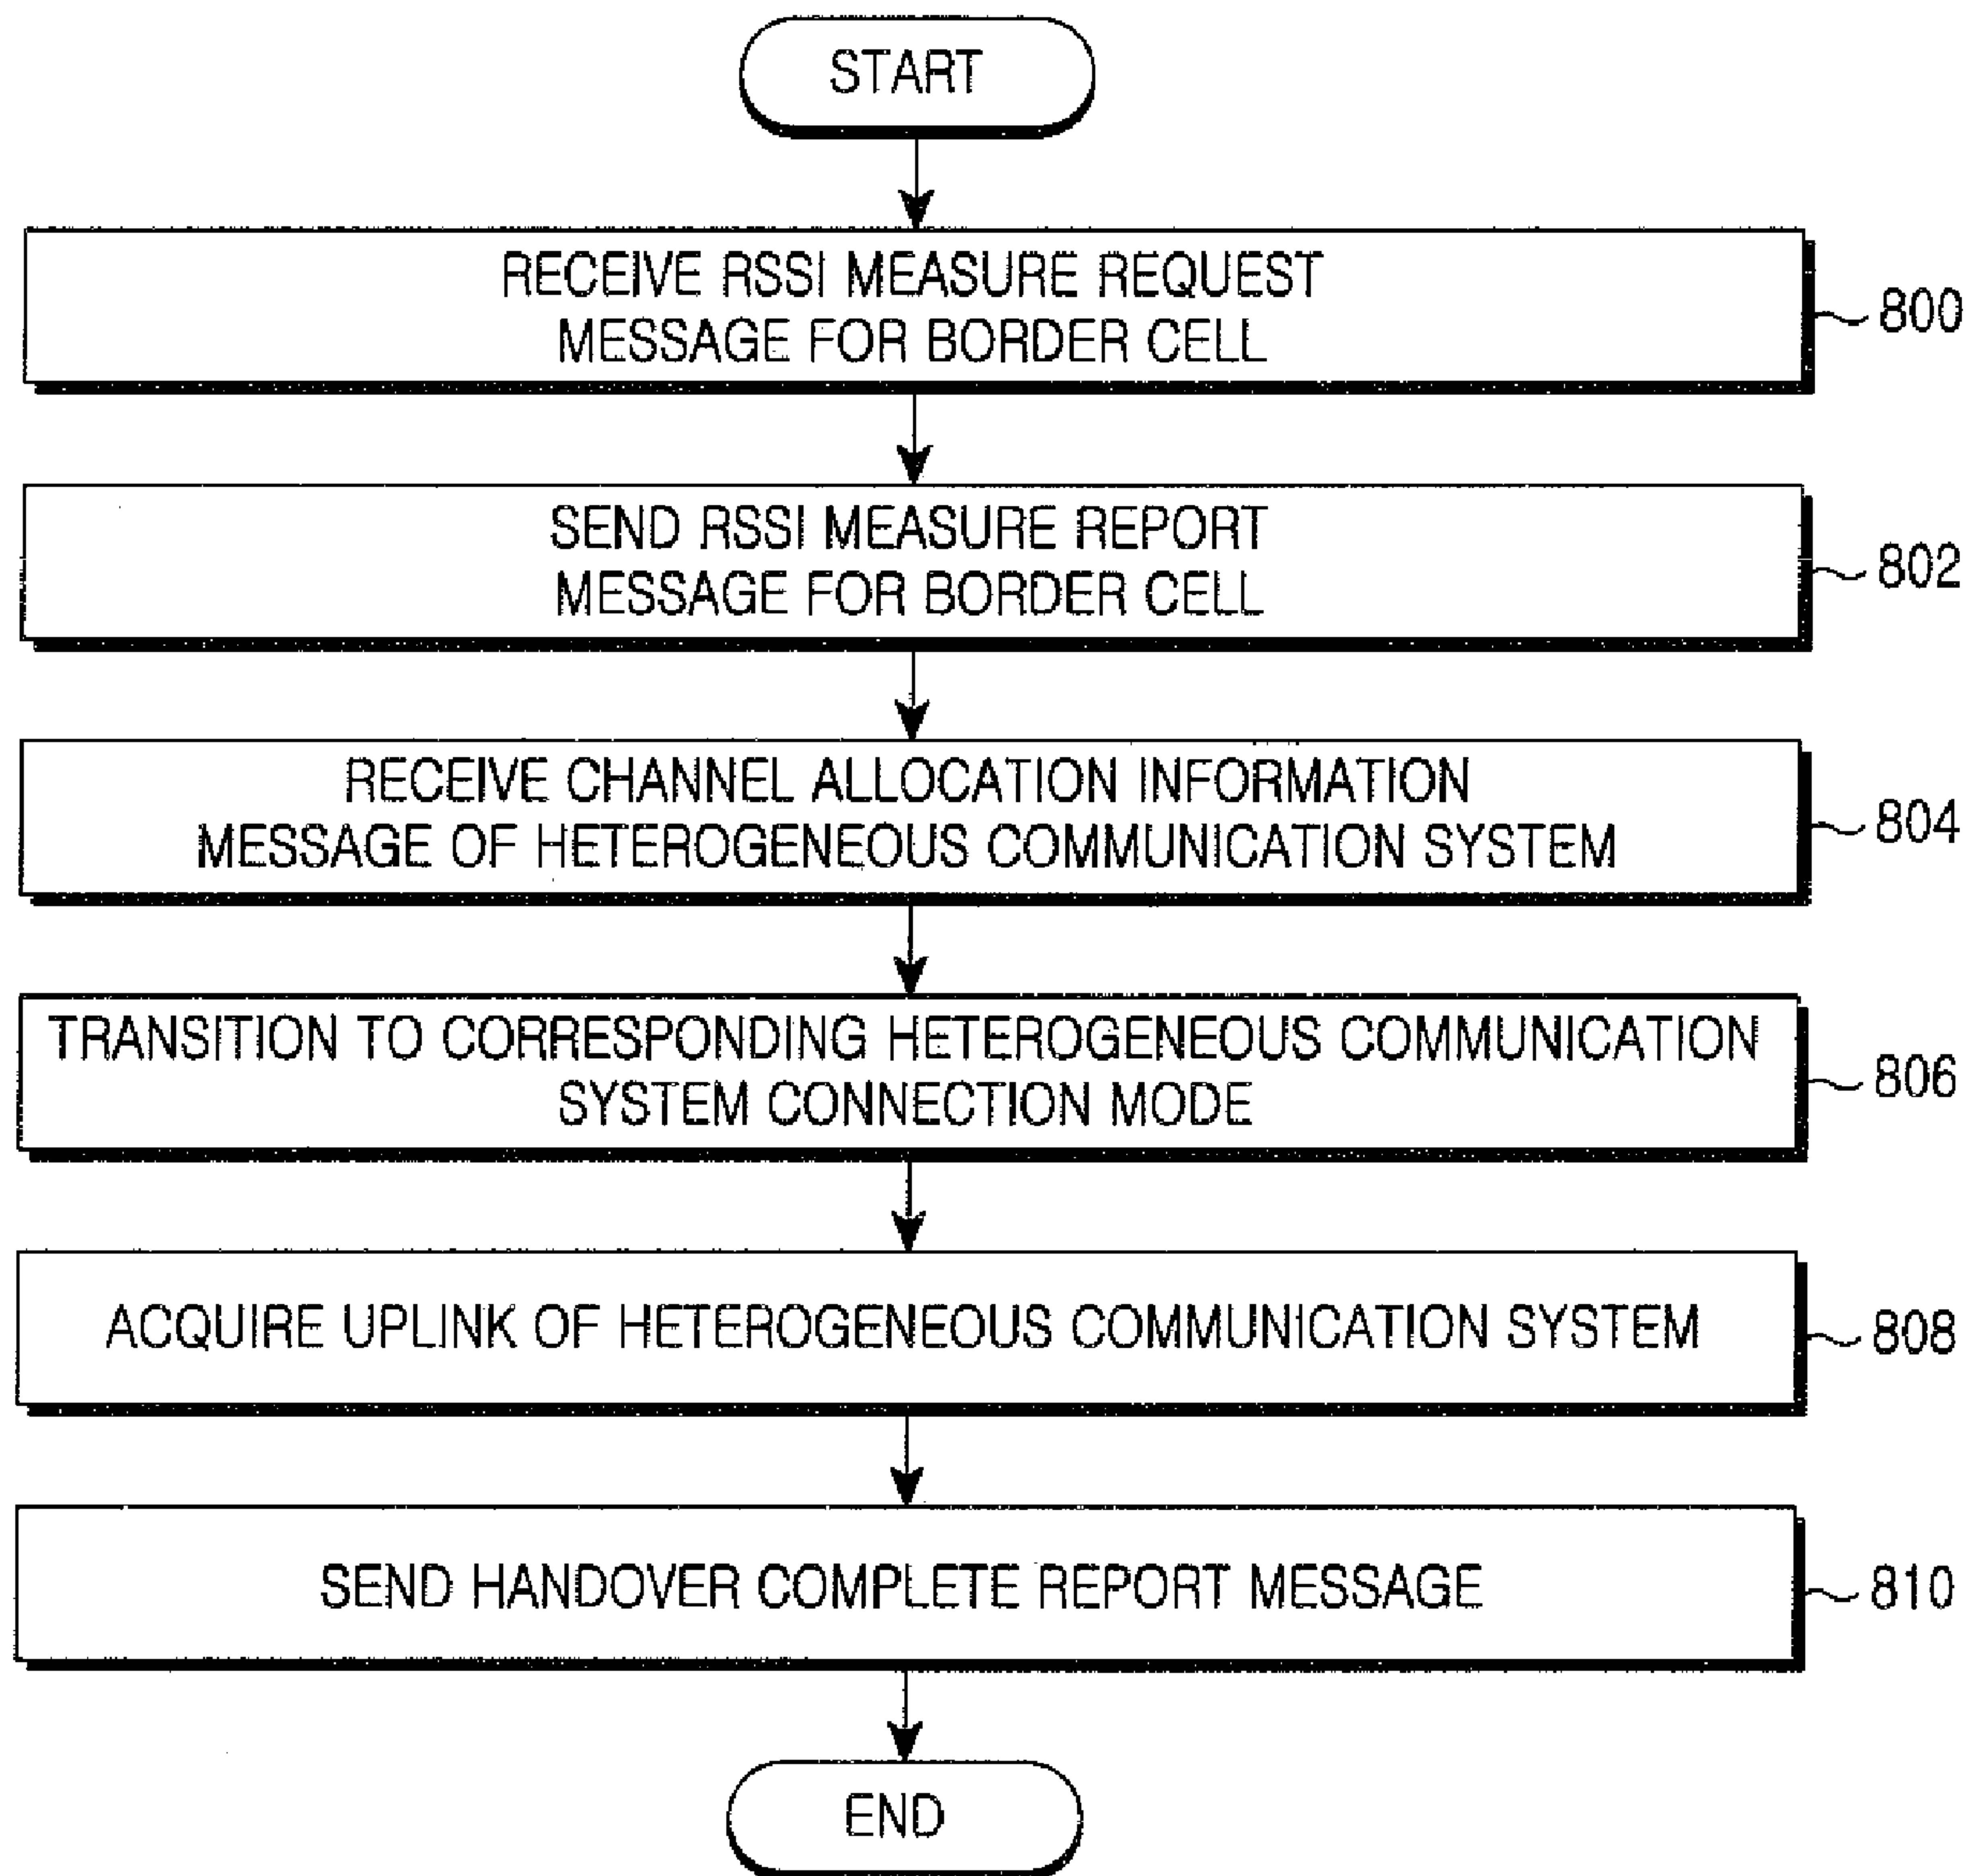 START
RECEIVE RSSI MEASURE REQUEST
MESSAGE FOR BORDER CELL
800
SEND RSSI MEASURE REPORT
MESSAGE FOR BORDER CELL
802
RECEIVE CHANNEL ALLOCATION INFORMATION
MESSAGE OF HETEROGENEOUS COMMUNICATION SYSTEM
804
TRANSITION TO CORRESPONDING HETEROGENEOUS COMMUNICATION
SYSTEM CONNECTION MODE
806
ACQUIRE UPLINK OF HETEROGENEOUS COMMUNICATION SYSTEM
808
SEND HANDOVER COMPLETE REPORT MESSAGE
810
END